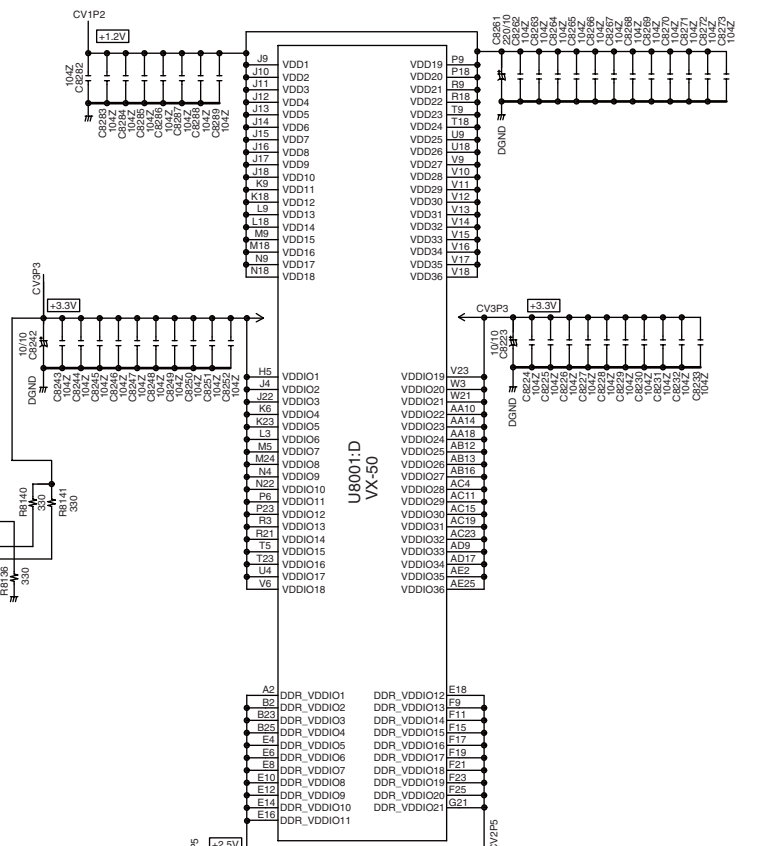 CV1P2
+1.2V
104Z
C8282
C8283
104Z
C8284
104Z
C8285
104Z
C8286
104Z
C8287
104Z
C8288
104Z
C8289
104Z
C8261
220/10
C8262
104Z
C8263
104Z
C8264
104Z
C8265
104Z
C8266
104Z
C8267
104Z
C8268
104Z
C8269
104Z
C8270
104Z
C8271
104Z
C8272
104Z
C8273
104Z
DGND
J9 VDD1
J10 VDD2
J11 VDD3
J12 VDD4
J13 VDD5
J14 VDD6
J15 VDD7
J16 VDD8
J17 VDD9
J18 VDD10
K9 VDD11
K18 VDD12
L9 VDD13
L18 VDD14
M9 VDD15
M18 VDD16
N9 VDD17
N18 VDD18
VDD19 P9
VDD20 P18
VDD21 R9
VDD22 R18
VDD23 T9
VDD24 T18
VDD25 U9
VDD26 U18
VDD27 V9
VDD28 V10
VDD29 V11
VDD30 V12
VDD31 V13
VDD32 V14
VDD33 V15
VDD34 V16
VDD35 V17
VDD36 V18
CV3P3
+3.3V
10/10
C8242
DGND
C8243
104Z
C8244
104Z
C8245
104Z
C8246
104Z
C8247
104Z
C8248
104Z
C8249
104Z
C8250
104Z
C8251
104Z
C8252
104Z
CV3P3
+3.3V
10/10
C8223
DGND
C8224
104Z
C8225
104Z
C8226
104Z
C8227
104Z
C8228
104Z
C8229
104Z
C8230
104Z
C8231
104Z
C8232
104Z
C8233
104Z
H5 VDDIO1
J4 VDDIO2
J22 VDDIO3
K6 VDDIO4
K23 VDDIO5
L3 VDDIO6
M5 VDDIO7
M24 VDDIO8
N4 VDDIO9
N22 VDDIO10
P6 VDDIO11
P23 VDDIO12
R3 VDDIO13
R21 VDDIO14
T5 VDDIO15
T23 VDDIO16
U4 VDDIO17
V6 VDDIO18
U8001:D
VX-50
VDDIO19 V23
VDDIO20 W3
VDDIO21 W21
VDDIO22 AA10
VDDIO23 AA14
VDDIO24 AA18
VDDIO25 AB12
VDDIO26 AB13
VDDIO27 AB16
VDDIO28 AC4
VDDIO29 AC11
VDDIO30 AC15
VDDIO31 AC19
VDDIO32 AC23
VDDIO33 AD9
VDDIO34 AD17
VDDIO35 AE2
VDDIO36 AE25
R8140
330
R8141
330
R8136
330
A2 DDR_VDDIO1
B2 DDR_VDDIO2
B23 DDR_VDDIO3
B25 DDR_VDDIO4
E4 DDR_VDDIO5
E6 DDR_VDDIO6
E8 DDR_VDDIO7
E10 DDR_VDDIO8
E12 DDR_VDDIO9
E14 DDR_VDDIO10
E16 DDR_VDDIO11
DDR_VDDIO12 E18
DDR_VDDIO13 F9
DDR_VDDIO14 F11
DDR_VDDIO15 F15
DDR_VDDIO16 F17
DDR_VDDIO17 F19
DDR_VDDIO18 F21
DDR_VDDIO19 F23
DDR_VDDIO20 F25
DDR_VDDIO21 G21
+2.5V
CV2P5